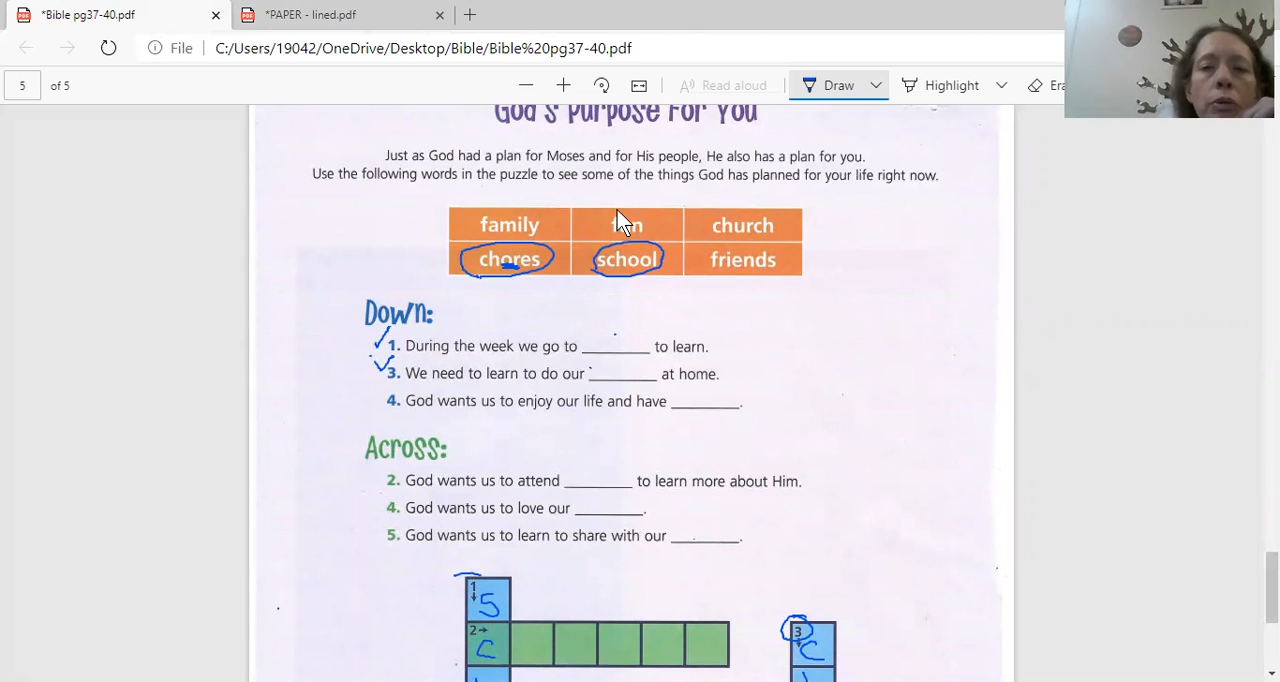 *Bible pg37-40.pdf
*PAPER - lined.pdf
File C:/Users/19042/OneDrive/Desktop/Bible/Bible%20pg37-40.pdf
5 of 5 Read aloud Draw Highlight
God's Purpose For You
Just as God had a plan for Moses and for His people, He also has a plan for you.
Use the following words in the puzzle to see some of the things God has planned for your life right now.
family church
chores school friends
Down:
1. During the week we go to ________ to learn.
3. We need to learn to do our ________ at home.
4. God wants us to enjoy our life and have ________.
Across:
2. God wants us to attend ________ to learn more about Him.
4. God wants us to love our ________.
5. God wants us to learn to share with our ________.
1
S
2 3
C C